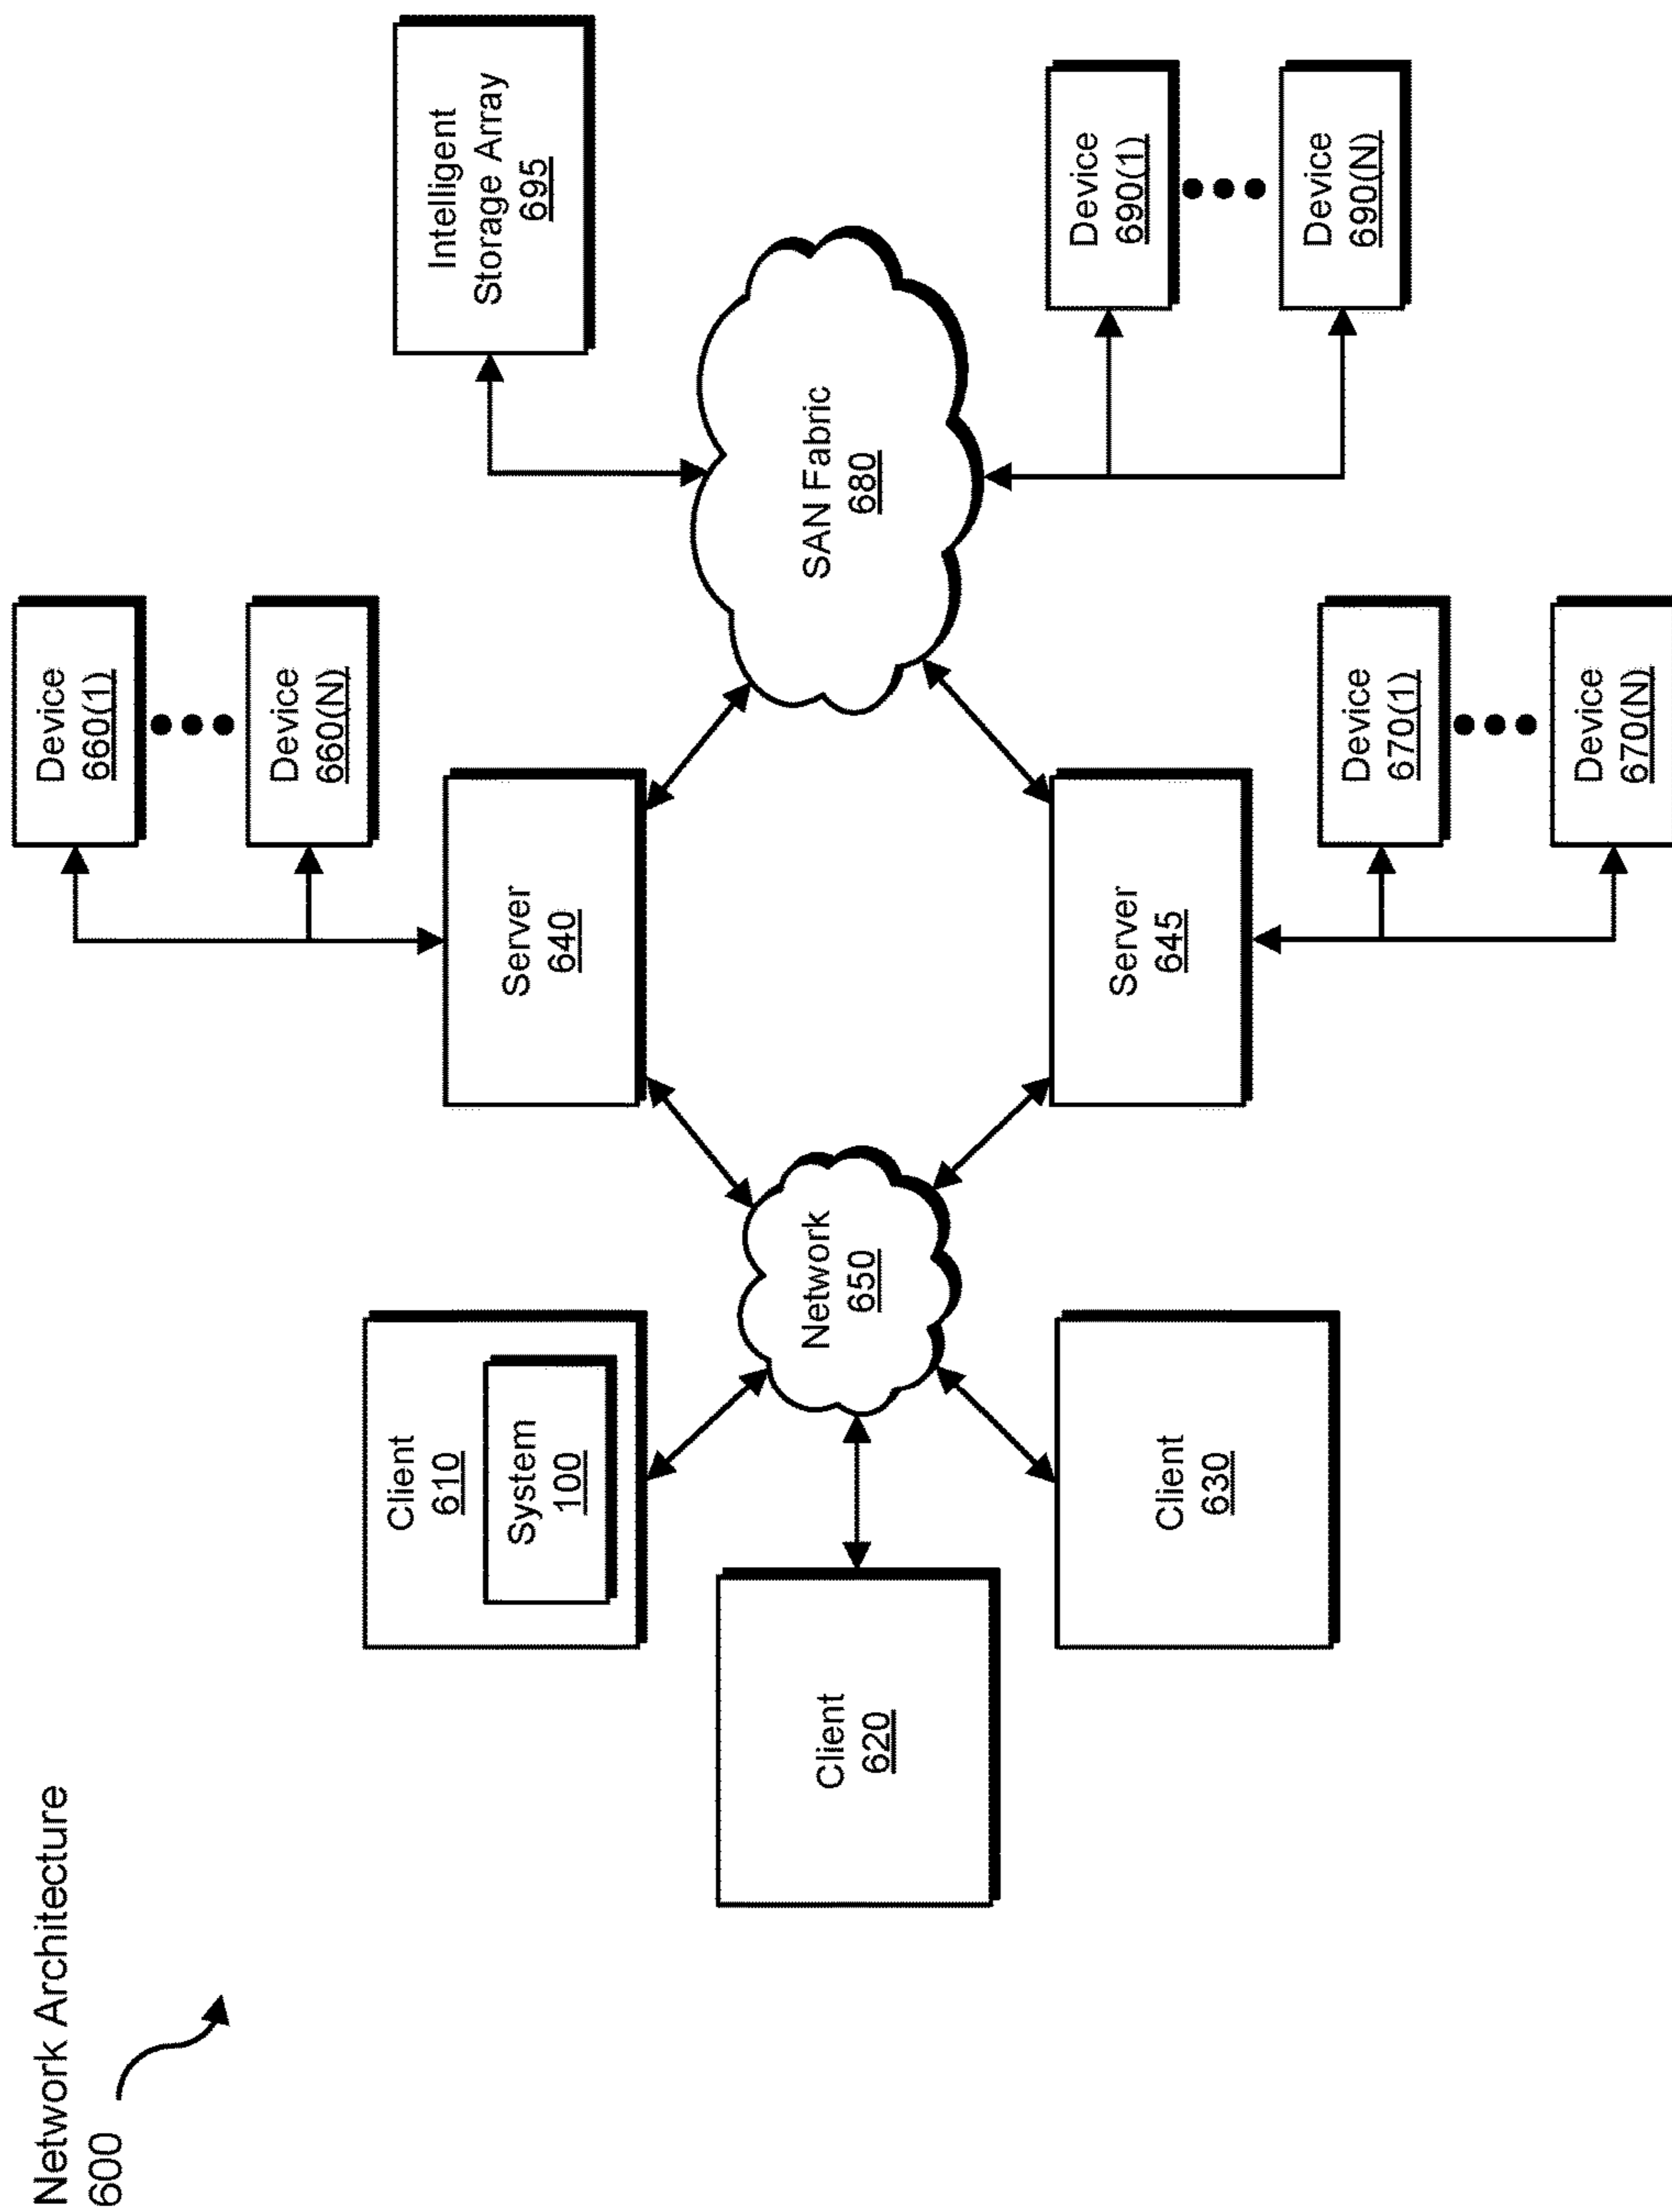 Network Architecture
600
Client
610
System
100
Client
620
Client
630
Network
650
Server
640
Server
645
Device
660(1)
Device
660(N)
Device
670(1)
Device
670(N)
SAN Fabric
680
Intelligent
Storage Array
695
Device
690(1)
Device
690(N)